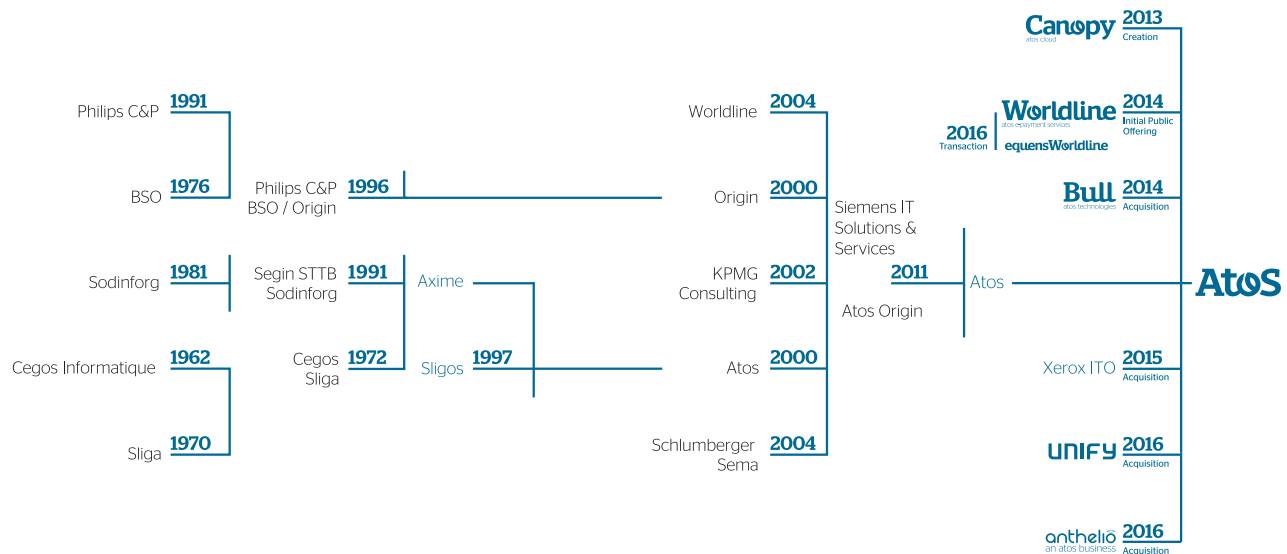 Philips C&P 1991
BSO 1976
Sodinforg 1981
Cegos Informatique 1962
Sliga 1970
Philips C&P 1996
BSO / Origin
Segin STTB 1991
Sodinforg
Cegos 1972
Sliga
Axime
Sligos 1997
Worldline 2004
Origin 2000
KPMG 2002
Consulting
Atos 2000
Schlumberger 2004
Sema
Siemens IT
Solutions &
Services
2011
Atos Origin
Atos
Canopy 2013
atos cloud Creation
Worldline 2014
atos e-payment services Initial Public
Offering
2016
Transaction
equensWorldline
Bull 2014
atos technologies Acquisition
Atos
Xerox ITO 2015
Acquisition
UNIFY 2016
Acquisition
anthelio 2016
an atos business Acquisition